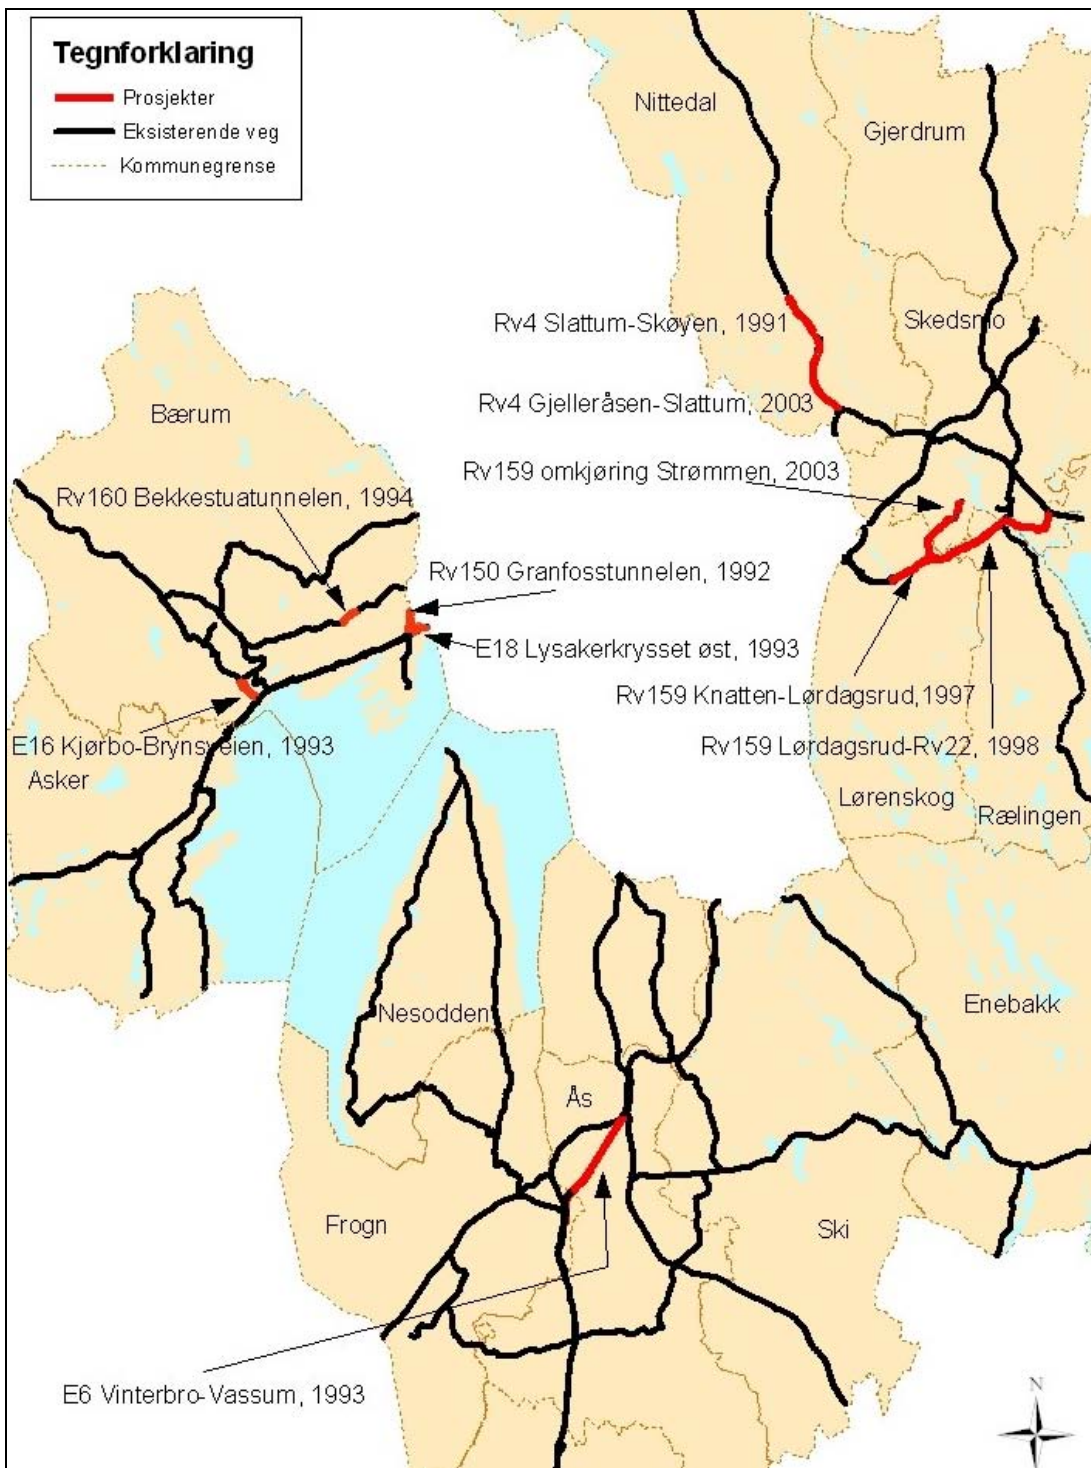 Tegnforklaring
Prosjekter
Eksisterende veg
Kommunegrense
Nittedal
Gjerdrum
Rv4 Slattum-Skøyen, 1991
Skedsmo
Rv4 Gjelleråsen-Slattum, 2003
Bærum
Rv159 omkjøring Strømmen, 2003
Rv160 Bekkestuatunnelen, 1994
Rv150 Granfosstunnelen, 1992
E18 Lysakerkrysset øst, 1993
Rv159 Knatten-Lørdagsrud,1997
E16 Kjørbo-Brynsveien, 1993
Rv159 Lørdagsrud-Rv22, 1998
Asker
Lørenskog
Rælingen
Enebakk
Nesodden
Ås
Frogn
Ski
E6 Vinterbro-Vassum, 1993
N